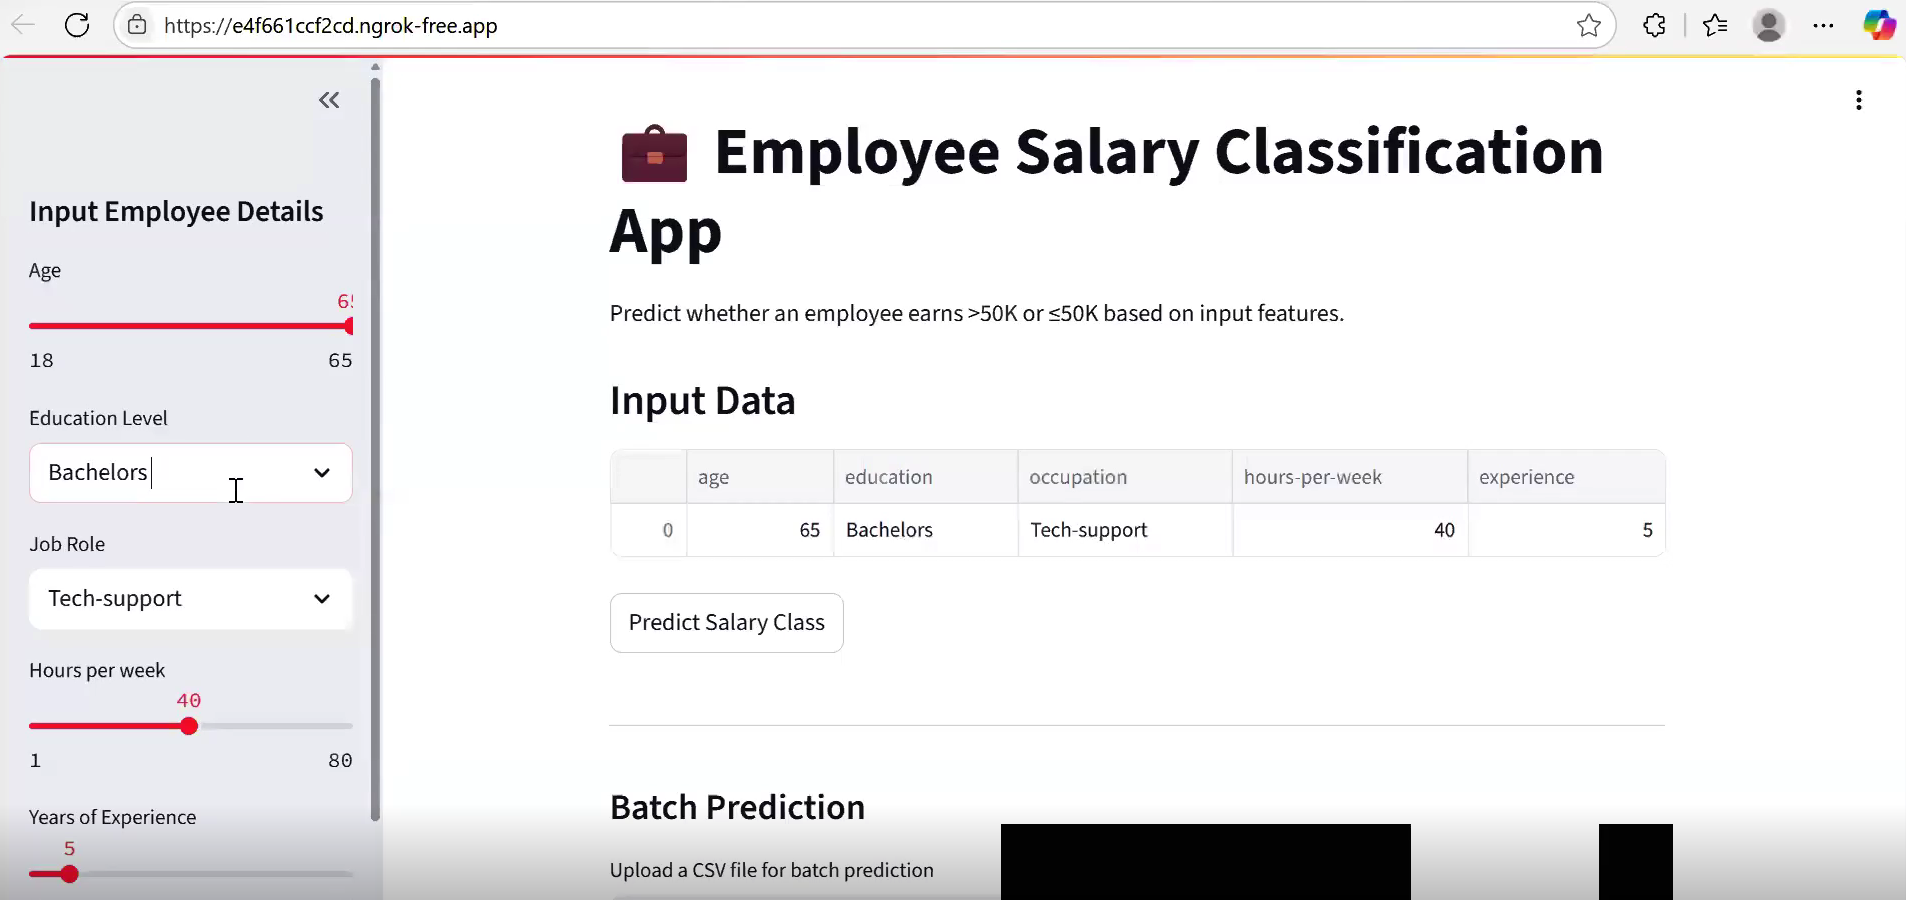 https://e4f661ccf2cd.ngrok-free.app
Input Employee Details
Age
65
18 65
Education Level
Bachelors
Job Role
Tech-support
Hours per week
40
1 80
Years of Experience
5
Employee Salary Classification
App
Predict whether an employee earns >50K or ≤50K based on input features.
Input Data
age education occupation hours-per-week experience
0 65 Bachelors Tech-support 40 5
Predict Salary Class
Batch Prediction
Upload a CSV file for batch prediction